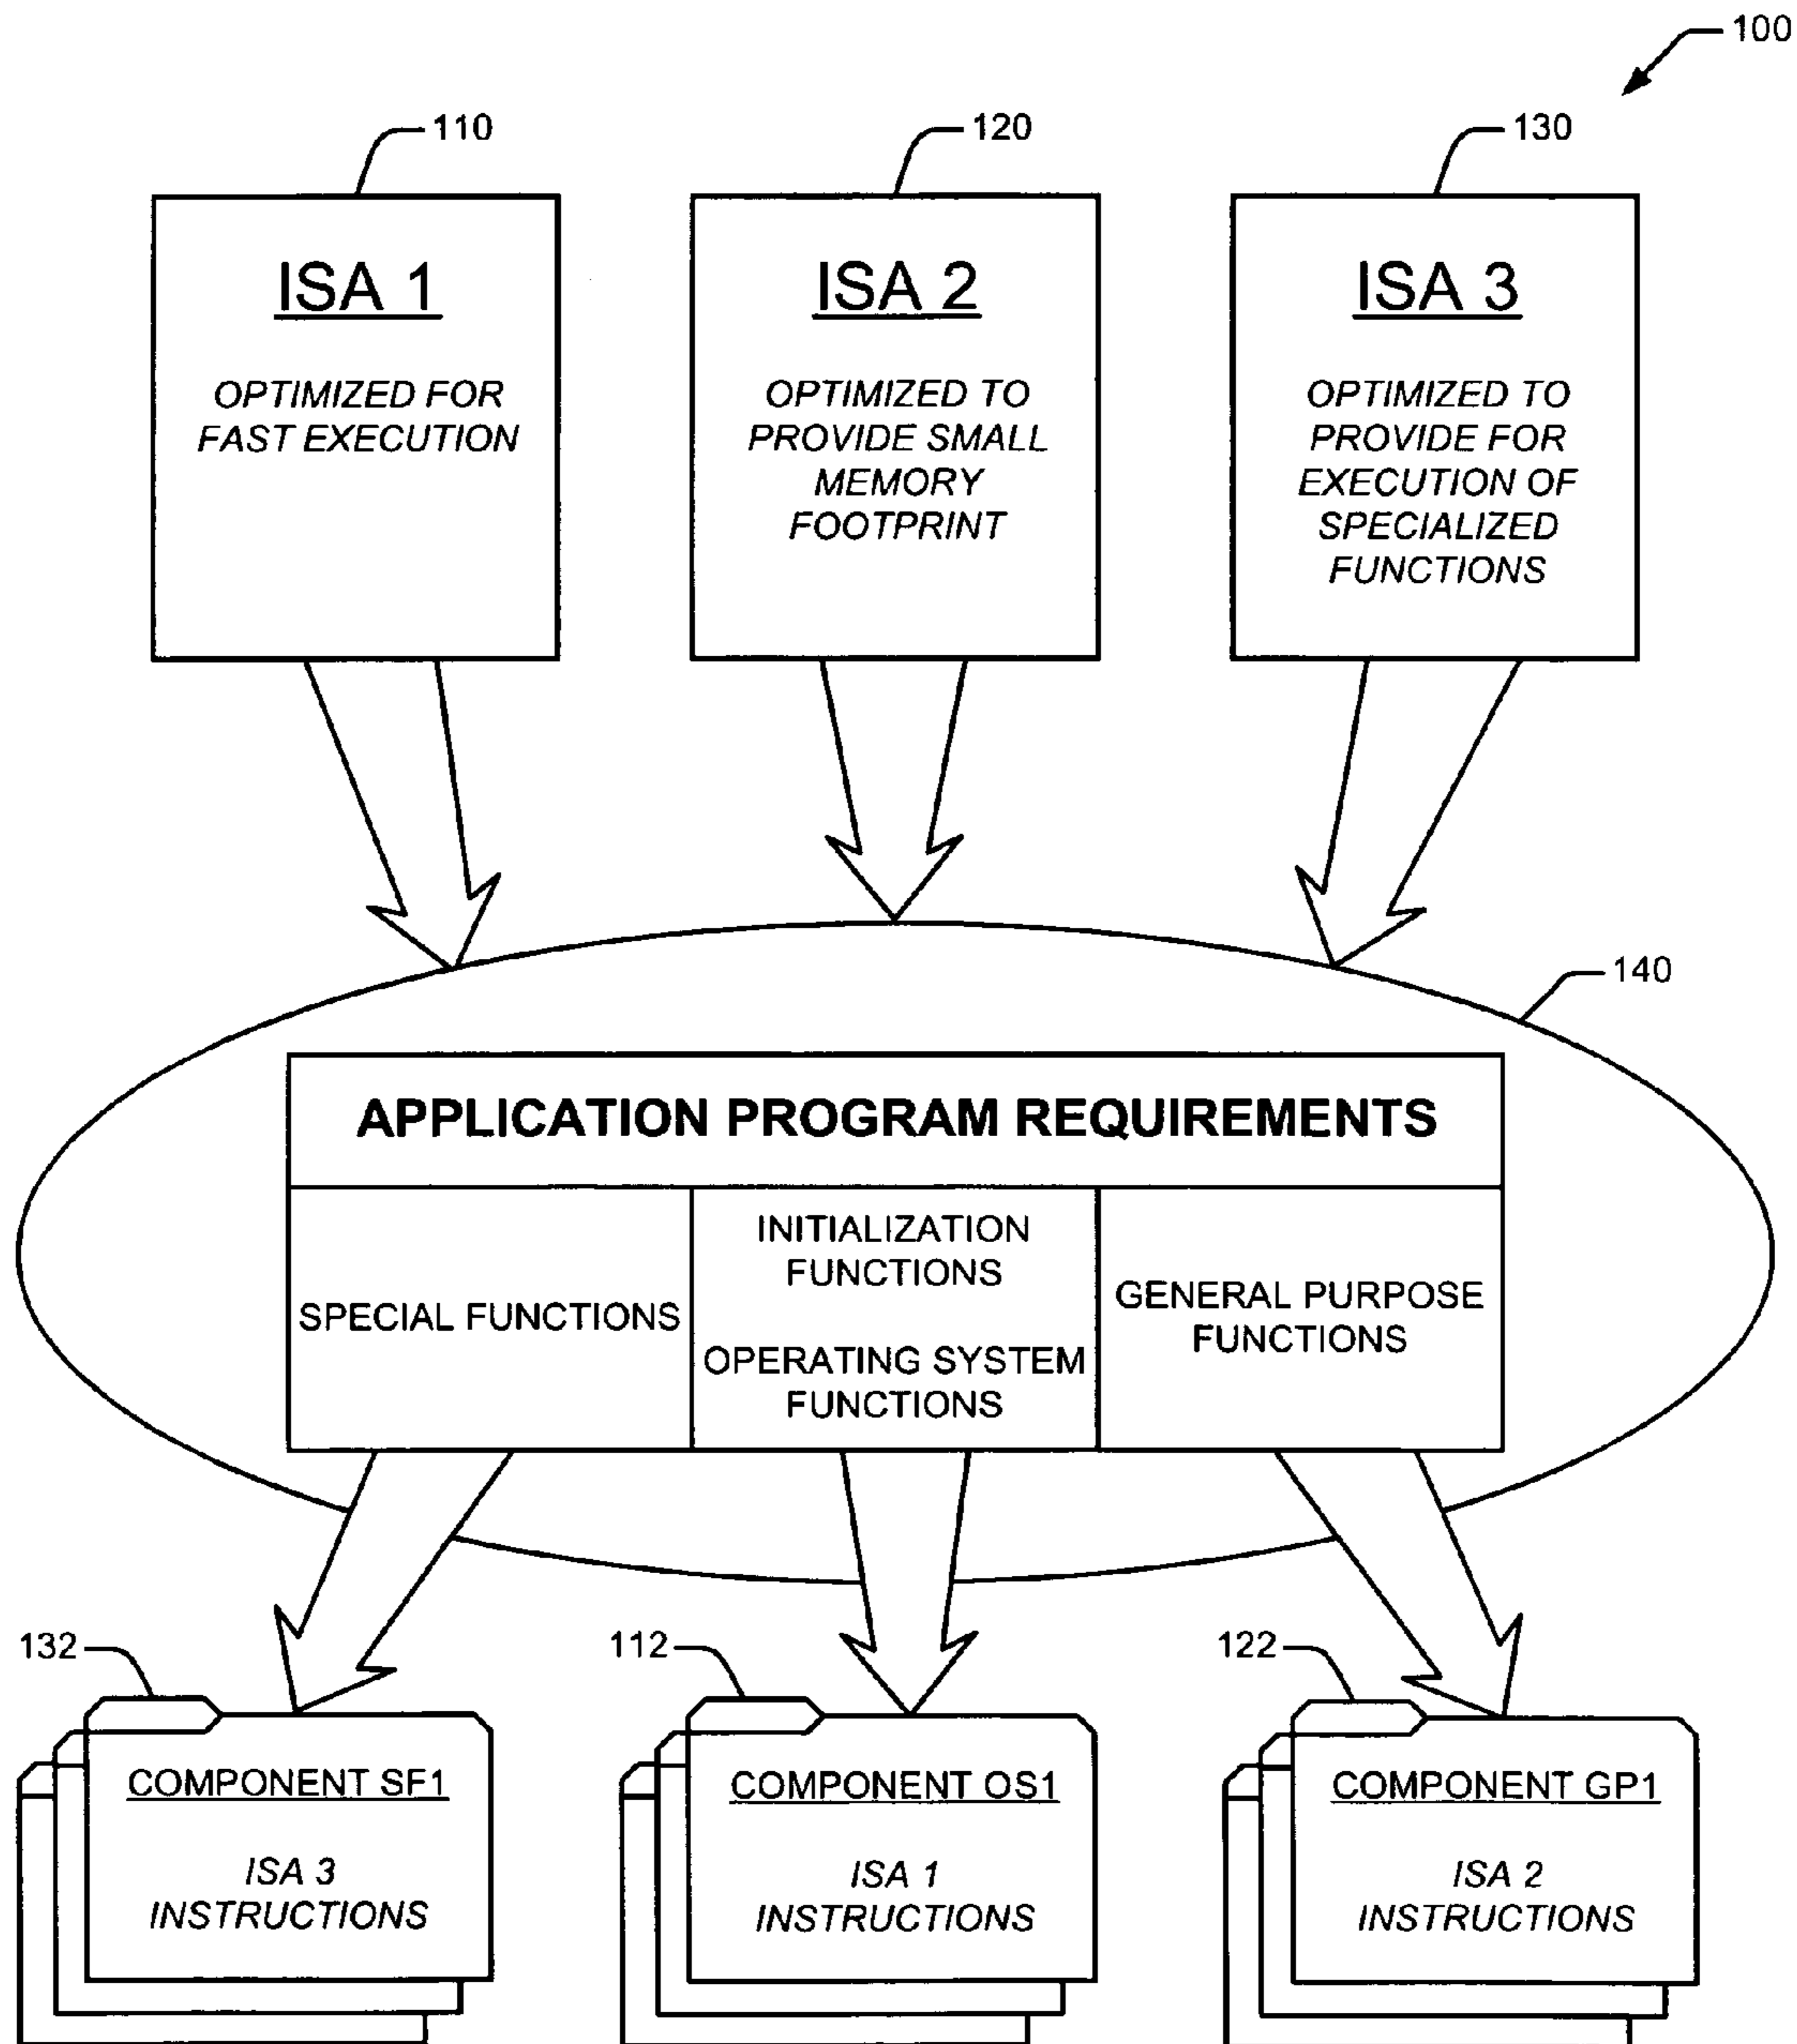 100
110
120
130
ISA 1
OPTIMIZED FOR
FAST EXECUTION
ISA 2
OPTIMIZED TO
PROVIDE SMALL
MEMORY
FOOTPRINT
ISA 3
OPTIMIZED TO
PROVIDE FOR
EXECUTION OF
SPECIALIZED
FUNCTIONS
140
APPLICATION PROGRAM REQUIREMENTS
SPECIAL FUNCTIONS
INITIALIZATION
FUNCTIONS
OPERATING SYSTEM
FUNCTIONS
GENERAL PURPOSE
FUNCTIONS
132
COMPONENT SF1
ISA 3
INSTRUCTIONS
112
COMPONENT OS1
ISA 1
INSTRUCTIONS
122
COMPONENT GP1
ISA 2
INSTRUCTIONS